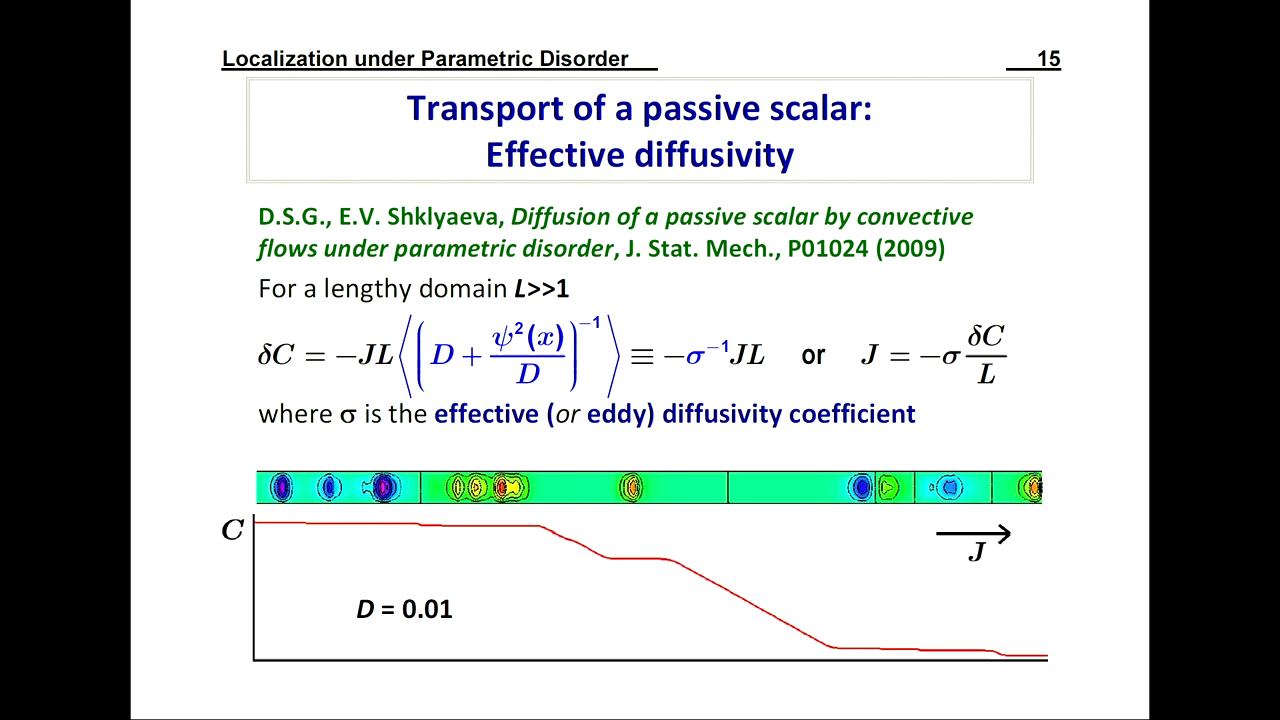 Localization under Parametric Disorder 15
Transport of a passive scalar:
Effective diffusivity
D.S.G., E.V. Shklyaeva, Diffusion of a passive scalar by convective
flows under parametric disorder, J. Stat. Mech., P01024 (2009)
For a lengthy domain L>>1
δC = −JL⟨(D + ψ²(x)/D)⁻¹⟩ ≡ −σ⁻¹JL or J = −σ δC/L
where σ is the effective (or eddy) diffusivity coefficient
C
J
D = 0.01